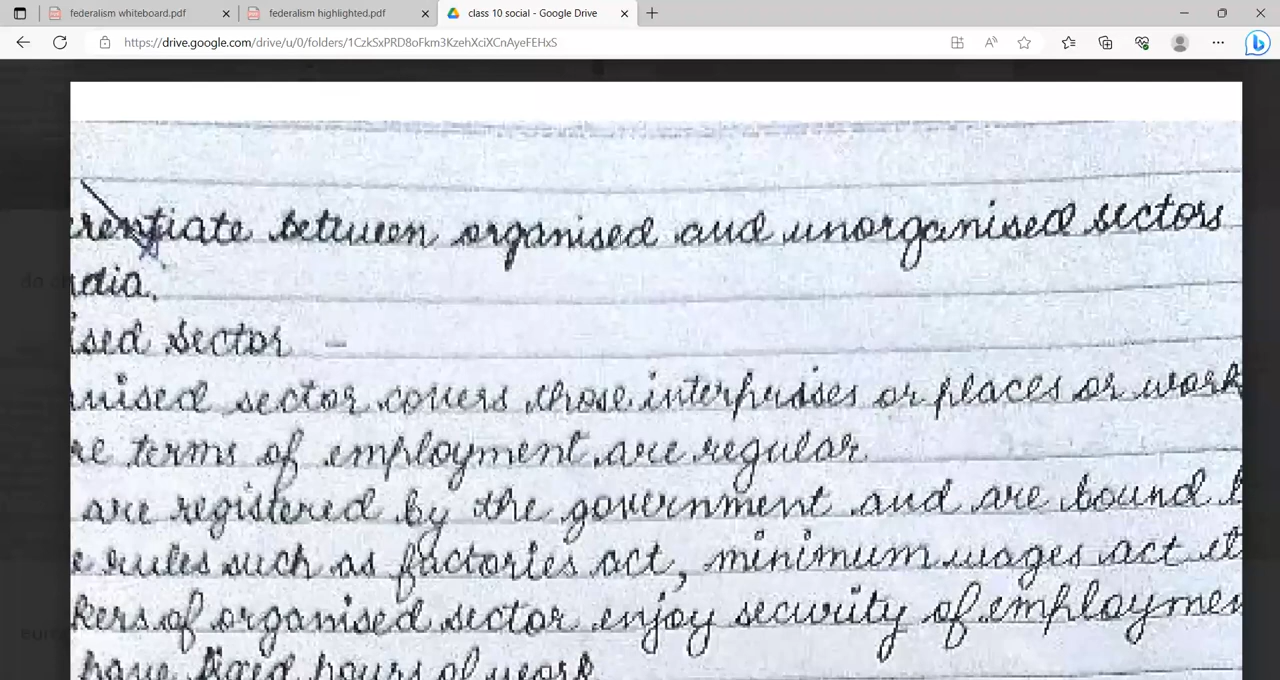 federalism whiteboard.pdf
federalism highlighted.pdf
class 10 social - Google Drive
https://drive.google.com/drive/u/0/folders/1CzkSxPRD8oFkm3KzehXciXCnAyeFEHxS
rentiate between organised and unorganised sectors
ndia.
ised sector -
nised sector covers those interprises or places or work
re terms of employment are regular.
are registered by the government and are bound
e rules such as factories act, minimum wages act et
kers of organised sector enjoy security of employmen
have fixed hours of work